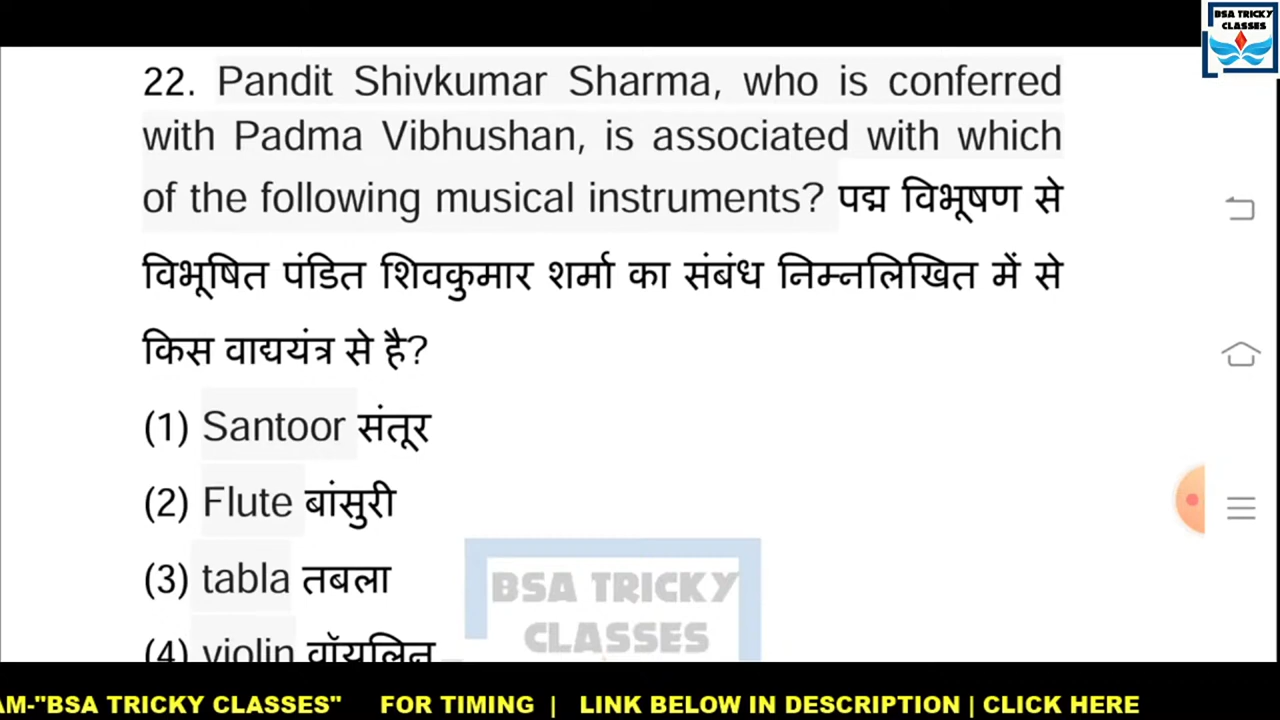 BSA TRICKY
CLASSES
22. Pandit Shivkumar Sharma, who is conferred
with Padma Vibhushan, is associated with which
of the following musical instruments? पद्म विभूषण से
विभूषित पंडित शिवकुमार शर्मा का संबंध निम्नलिखित में से
किस वाद्ययंत्र से है?
(1) Santoor संतूर
(2) Flute बांसुरी
(3) tabla तबला
(4) violin वॉयलिन
BSA TRICKY
CLASSES
AM-"BSA TRICKY CLASSES" FOR TIMING | LINK BELOW IN DESCRIPTION | CLICK HERE